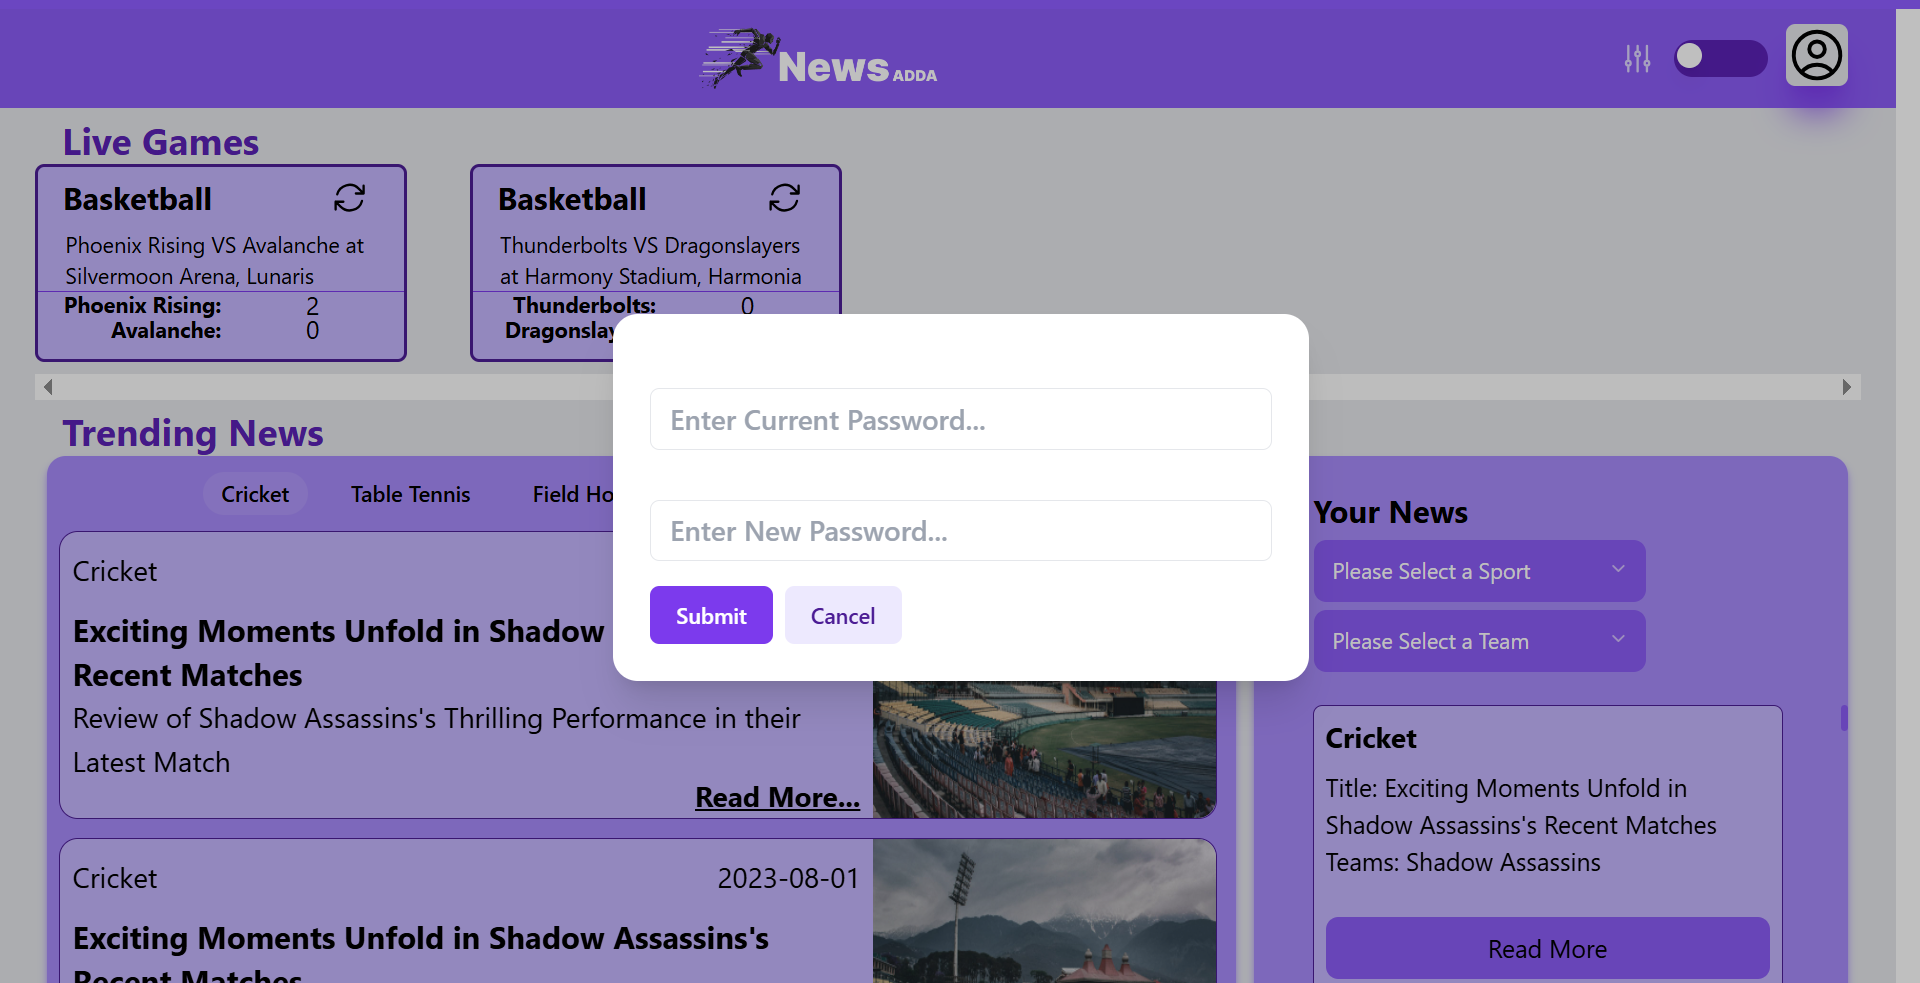 News ADDA
Live Games
Basketball
Phoenix Rising VS Avalanche at
Silvermoon Arena, Lunaris
Phoenix Rising: 2
Avalanche: 0
Basketball
Thunderbolts VS Dragonslayers
at Harmony Stadium, Harmonia
Thunderbolts: 0
Dragonslay
Enter Current Password...
Enter New Password...
Submit Cancel
Trending News
Cricket Table Tennis Field Ho
Cricket
Exciting Moments Unfold in Shadow
Recent Matches
Review of Shadow Assassins's Thrilling Performance in their
Latest Match
Read More...
Cricket 2023-08-01
Exciting Moments Unfold in Shadow Assassins's
Recent Matches
Your News
Please Select a Sport
Please Select a Team
Cricket
Title: Exciting Moments Unfold in
Shadow Assassins's Recent Matches
Teams: Shadow Assassins
Read More